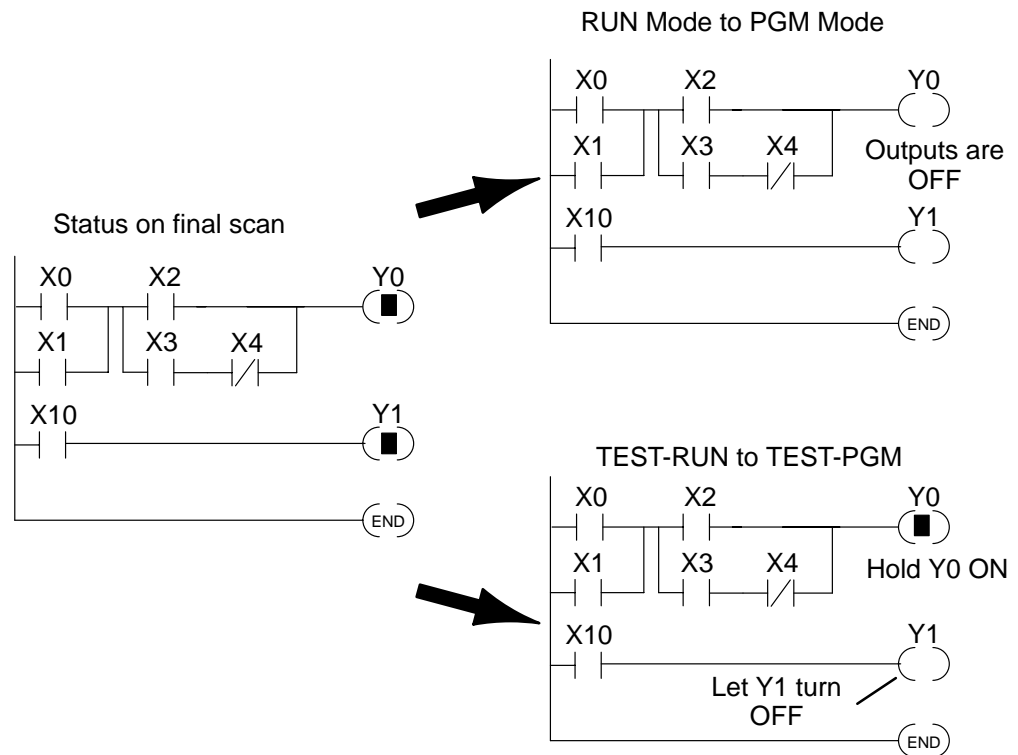 Status on final scan
X0 X2 Y0
X1 X3 X4
X10 Y1
END
RUN Mode to PGM Mode
X0 X2 Y0
X1 X3 X4 Outputs are
OFF
X10 Y1
END
TEST-RUN to TEST-PGM
X0 X2 Y0
X1 X3 X4 Hold Y0 ON
X10 Y1
Let Y1 turn
OFF
END